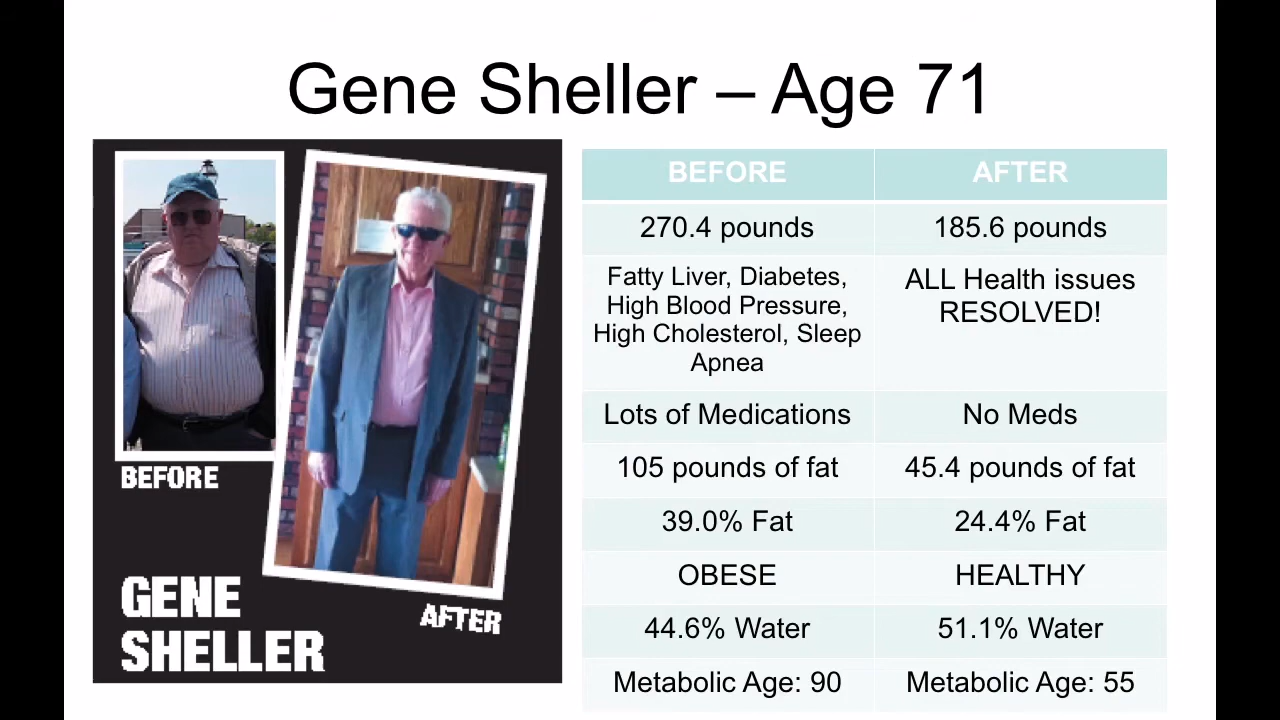 Gene Sheller – Age 71
BEFORE
AFTER
GENE
SHELLER
BEFORE AFTER
270.4 pounds 185.6 pounds
Fatty Liver, Diabetes,
High Blood Pressure,
High Cholesterol, Sleep
Apnea
ALL Health issues
RESOLVED!
Lots of Medications No Meds
105 pounds of fat 45.4 pounds of fat
39.0% Fat 24.4% Fat
OBESE HEALTHY
44.6% Water 51.1% Water
Metabolic Age: 90 Metabolic Age: 55